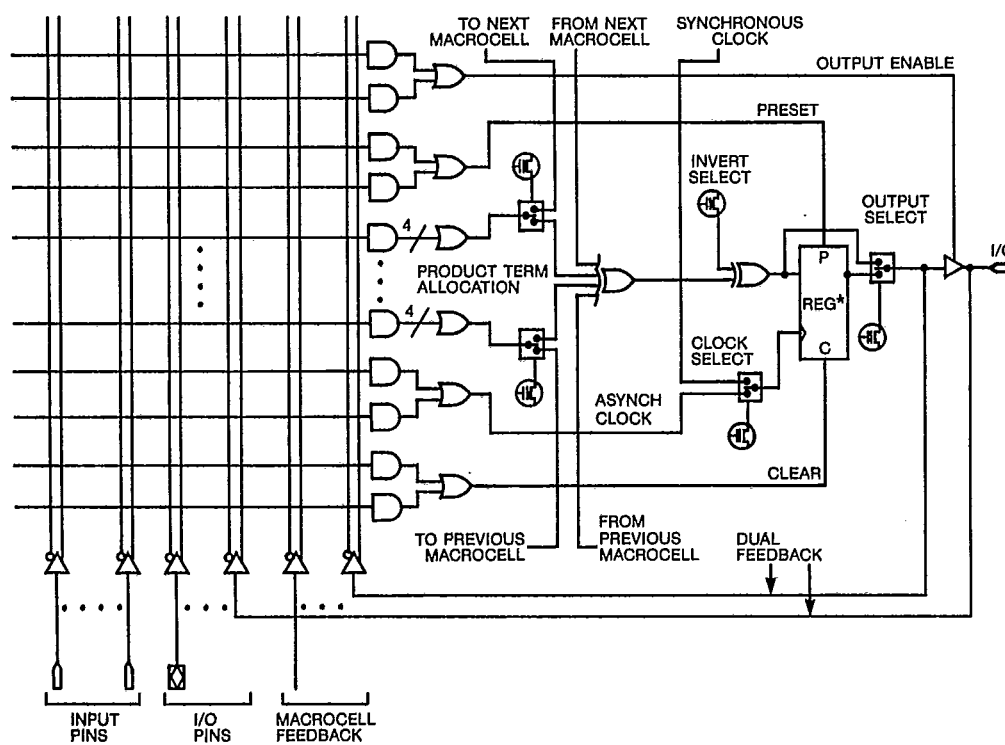 TO NEXT
MACROCELL
FROM NEXT
MACROCELL
SYNCHRONOUS
CLOCK
OUTPUT ENABLE
PRESET
INVERT
SELECT
OUTPUT
SELECT
4
I/O
PRODUCT TERM
ALLOCATION
P
REG*
C
4
CLOCK
SELECT
ASYNCH
CLOCK
CLEAR
TO PREVIOUS
MACROCELL
FROM
PREVIOUS
MACROCELL
DUAL
FEEDBACK
INPUT
PINS
I/O
PINS
MACROCELL
FEEDBACK